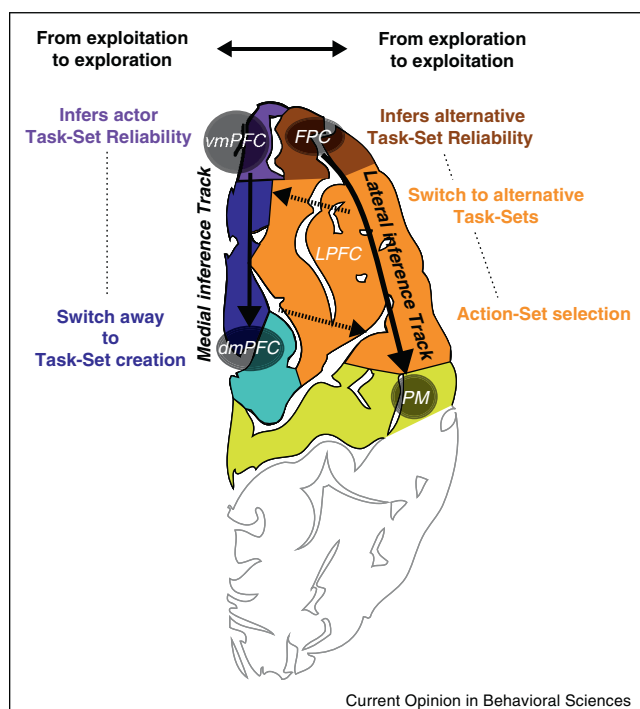 From exploitation
to exploration
From exploration
to exploitation
Infers actor
Task-Set Reliability
vmPFC
FPC
Infers alternative
Task-Set Reliability
Medial inference Track
Lateral inference Track
Switch to alternative
Task-Sets
LPFC
Switch away
to
Task-Set creation
dmPFC
Action-Set selection
PM
Current Opinion in Behavioral Sciences